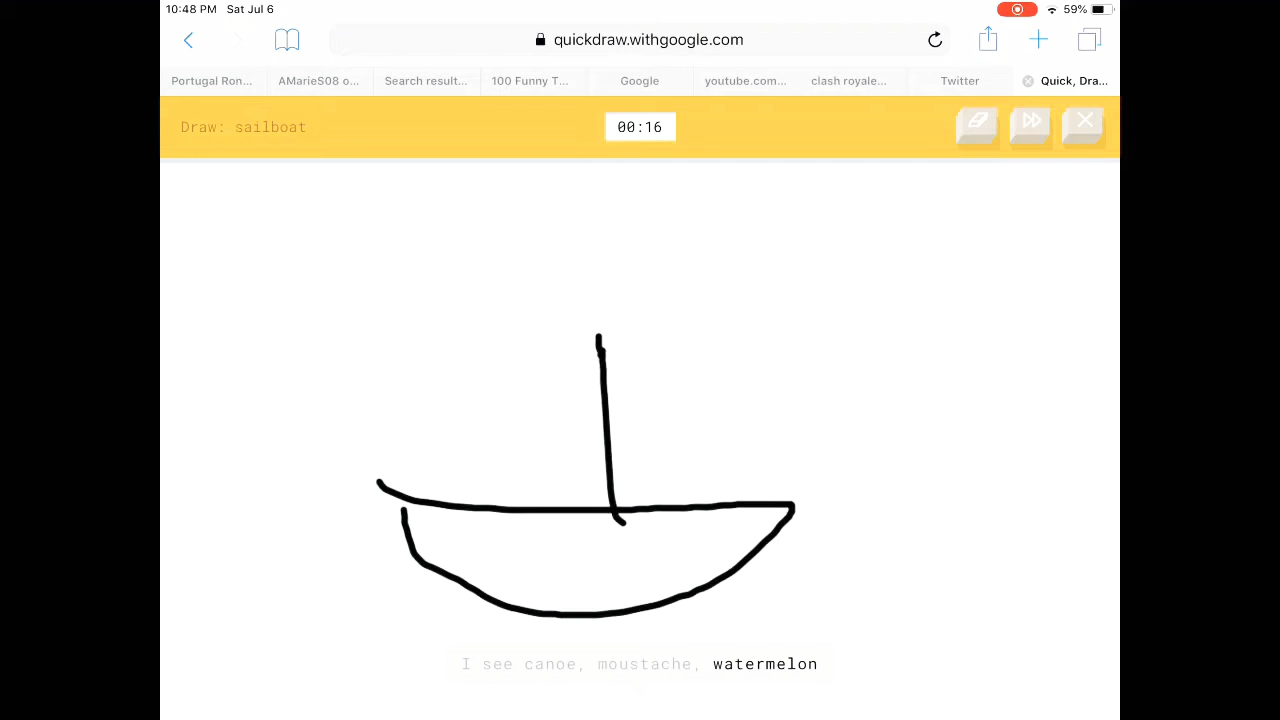 10:48 PM Sat Jul 6 59%
quickdraw.withgoogle.com
Portugal Ron... AMarieS08 o... Search result... 100 Funny T... Google youtube.com... clash royale... Twitter Quick, Dra...
Draw: sailboat 00:16
I see canoe, moustache, watermelon